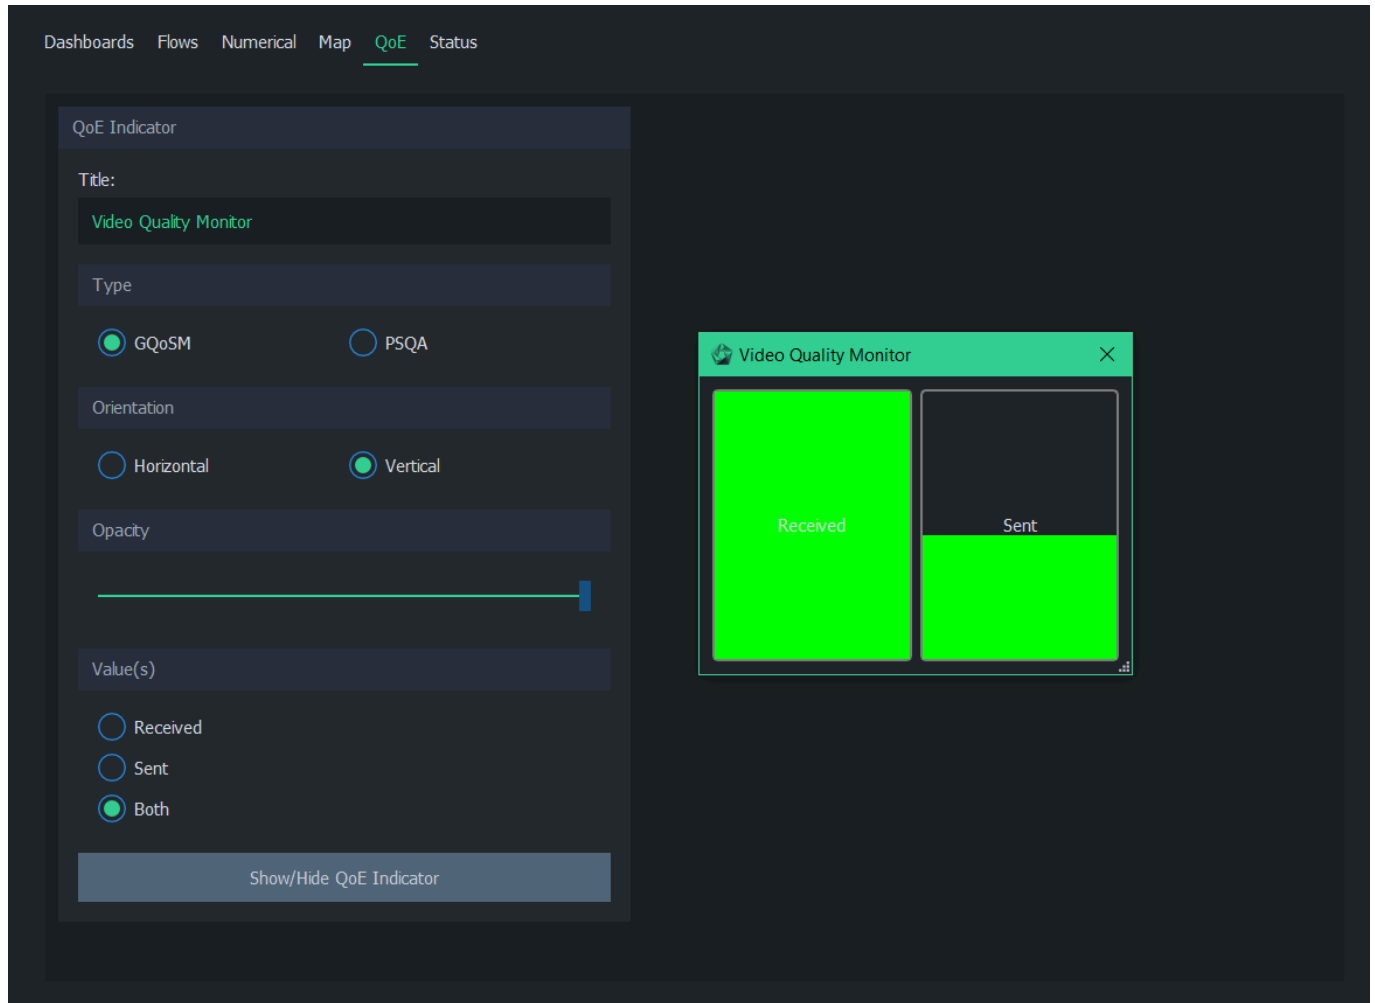 Dashboards Flows Numerical Map QoE Status
QoE Indicator
Title:
Video Quality Monitor
Type
GQoSM PSQA
Orientation
Horizontal Vertical
Opacity
Value(s)
Received
Sent
Both
Show/Hide QoE Indicator
Video Quality Monitor
Received Sent